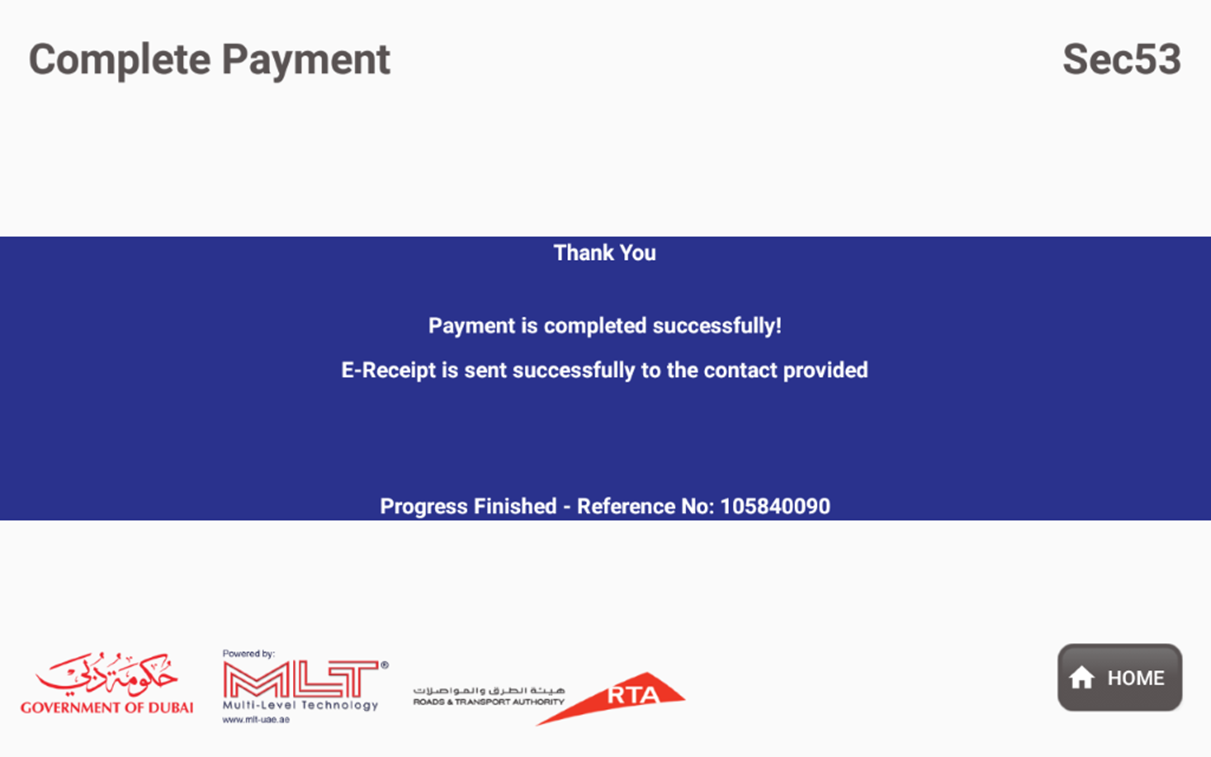 Complete Payment
Sec53
Thank You
Payment is completed successfully!
E-Receipt is sent successfully to the contact provided
Progress Finished - Reference No: 105840090
حكومة دبي
GOVERNMENT OF DUBAI
Powered by:
MLT®
Multi-Level Technology
www.mlt-uae.ae
هيئة الطرق والمواصلات
ROADS & TRANSPORT AUTHORITY
RTA
HOME